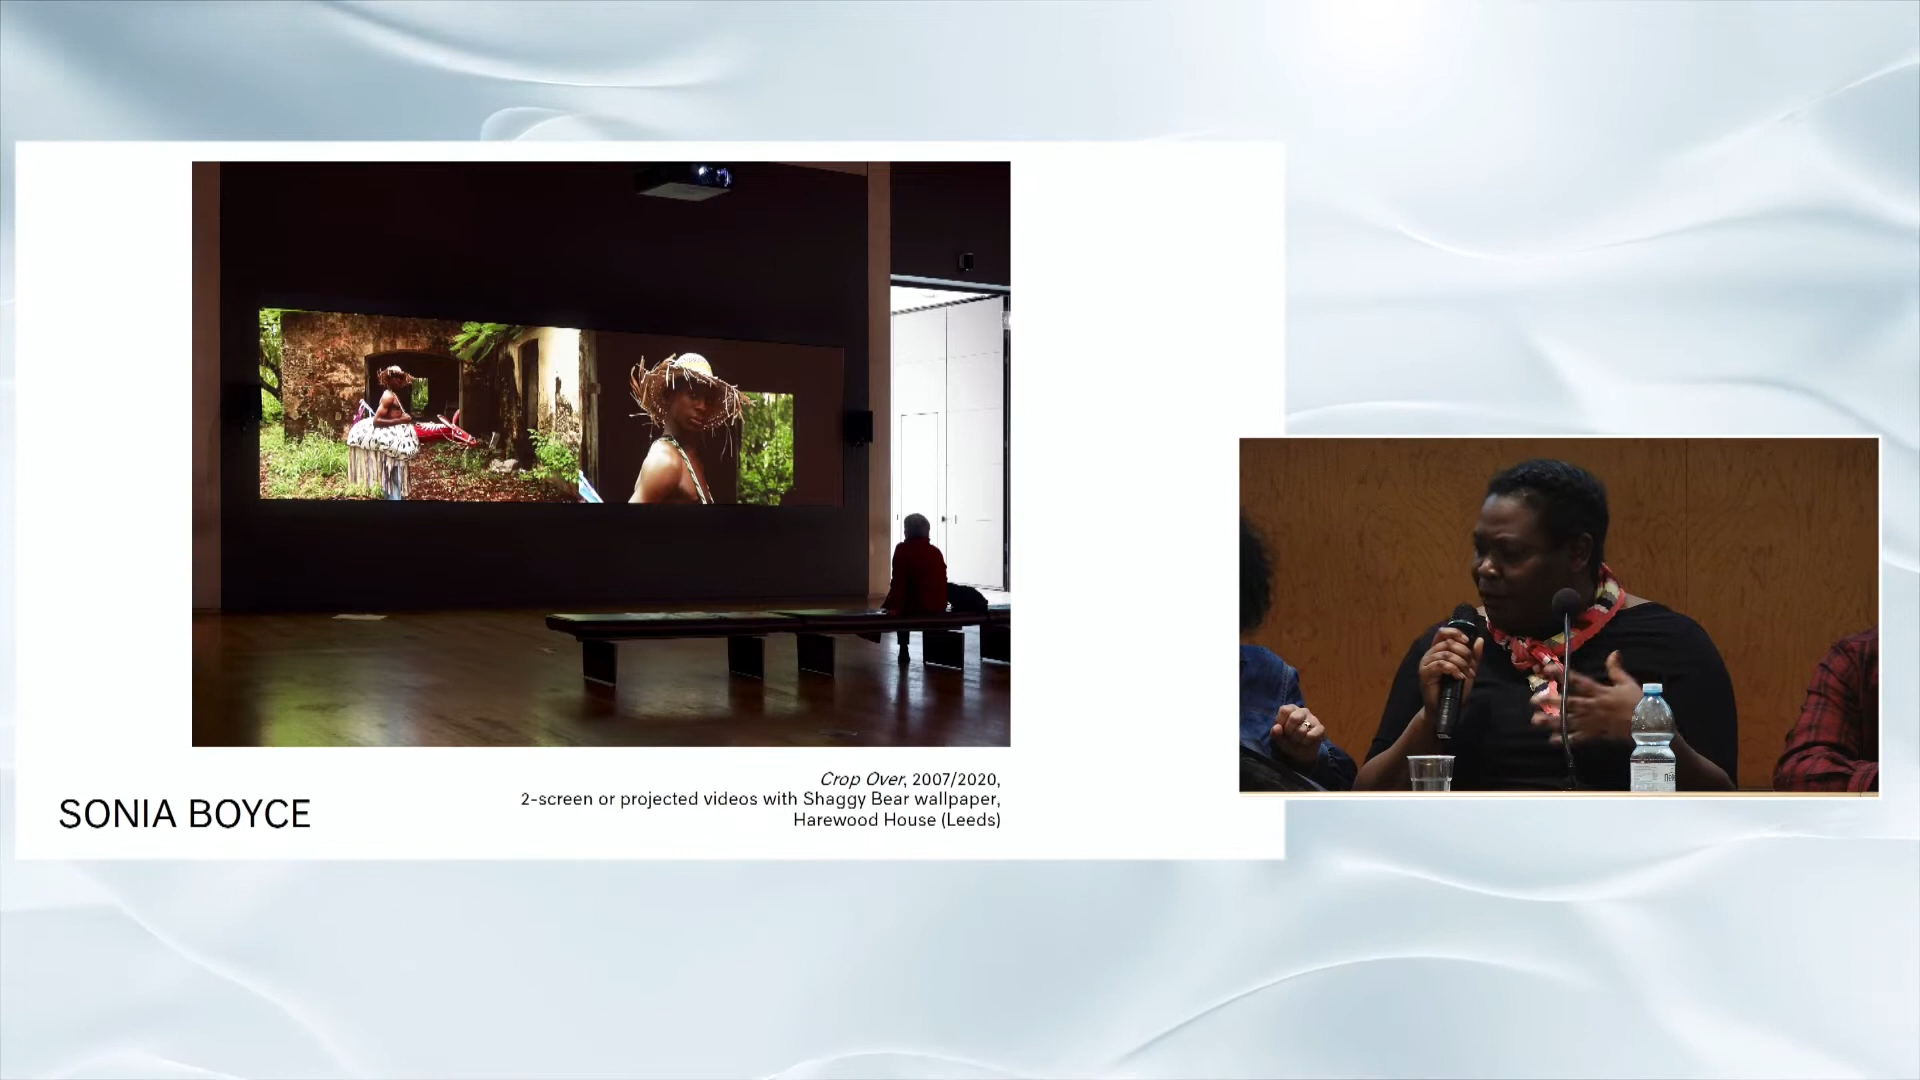 SONIA BOYCE
Crop Over, 2007/2020,
2-screen or projected videos with Shaggy Bear wallpaper,
Harewood House (Leeds)